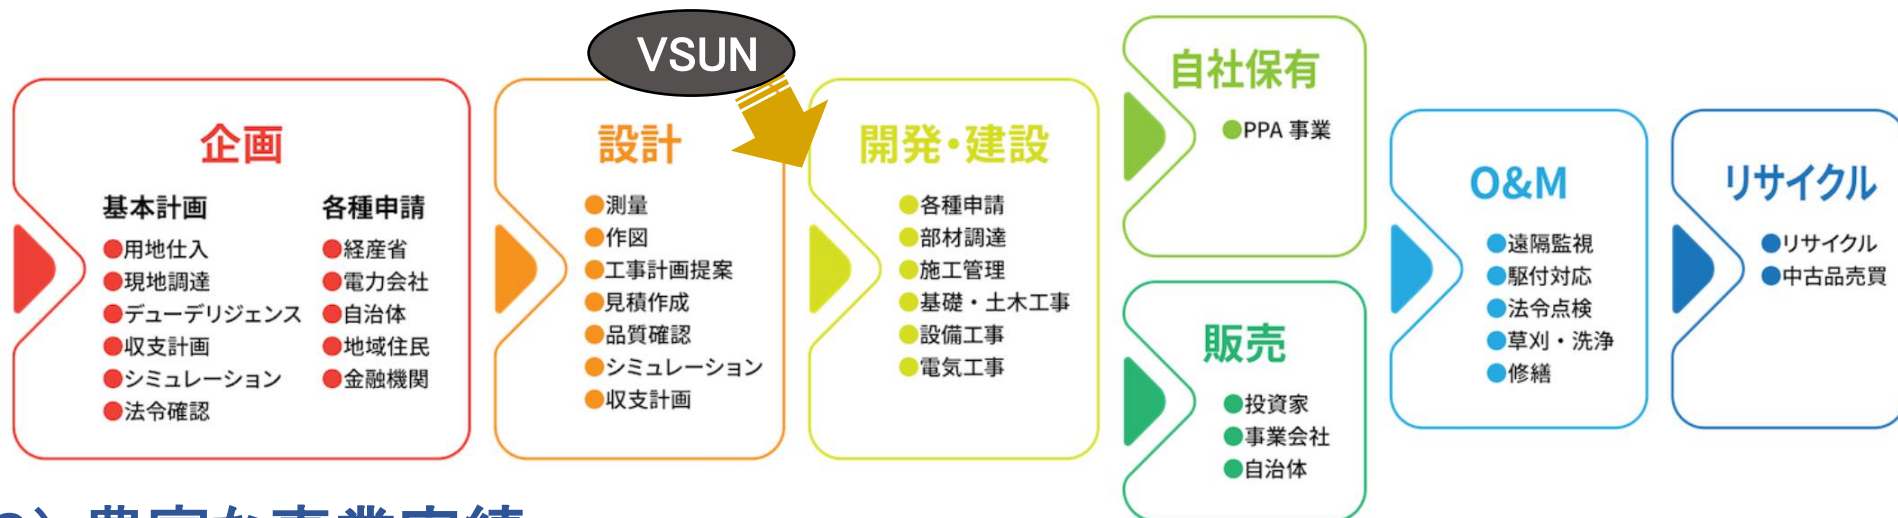 VSUN
企画
基本計画
●用地仕入
●現地調達
●デューデリジェンス
●収支計画
●シミュレーション
●法令確認
各種申請
●経産省
●電力会社
●自治体
●地域住民
●金融機関
設計
●測量
●作図
●工事計画提案
●見積作成
●品質確認
●シミュレーション
●収支計画
開発・建設
●各種申請
●部材調達
●施工管理
●基礎・土木工事
●設備工事
●電気工事
自社保有
●PPA 事業
販売
●投資家
●事業会社
●自治体
O&M
●遠隔監視
●駆付対応
●法令点検
●草刈・洗浄
●修繕
リサイクル
●リサイクル
●中古品売買
豊富な事業実績